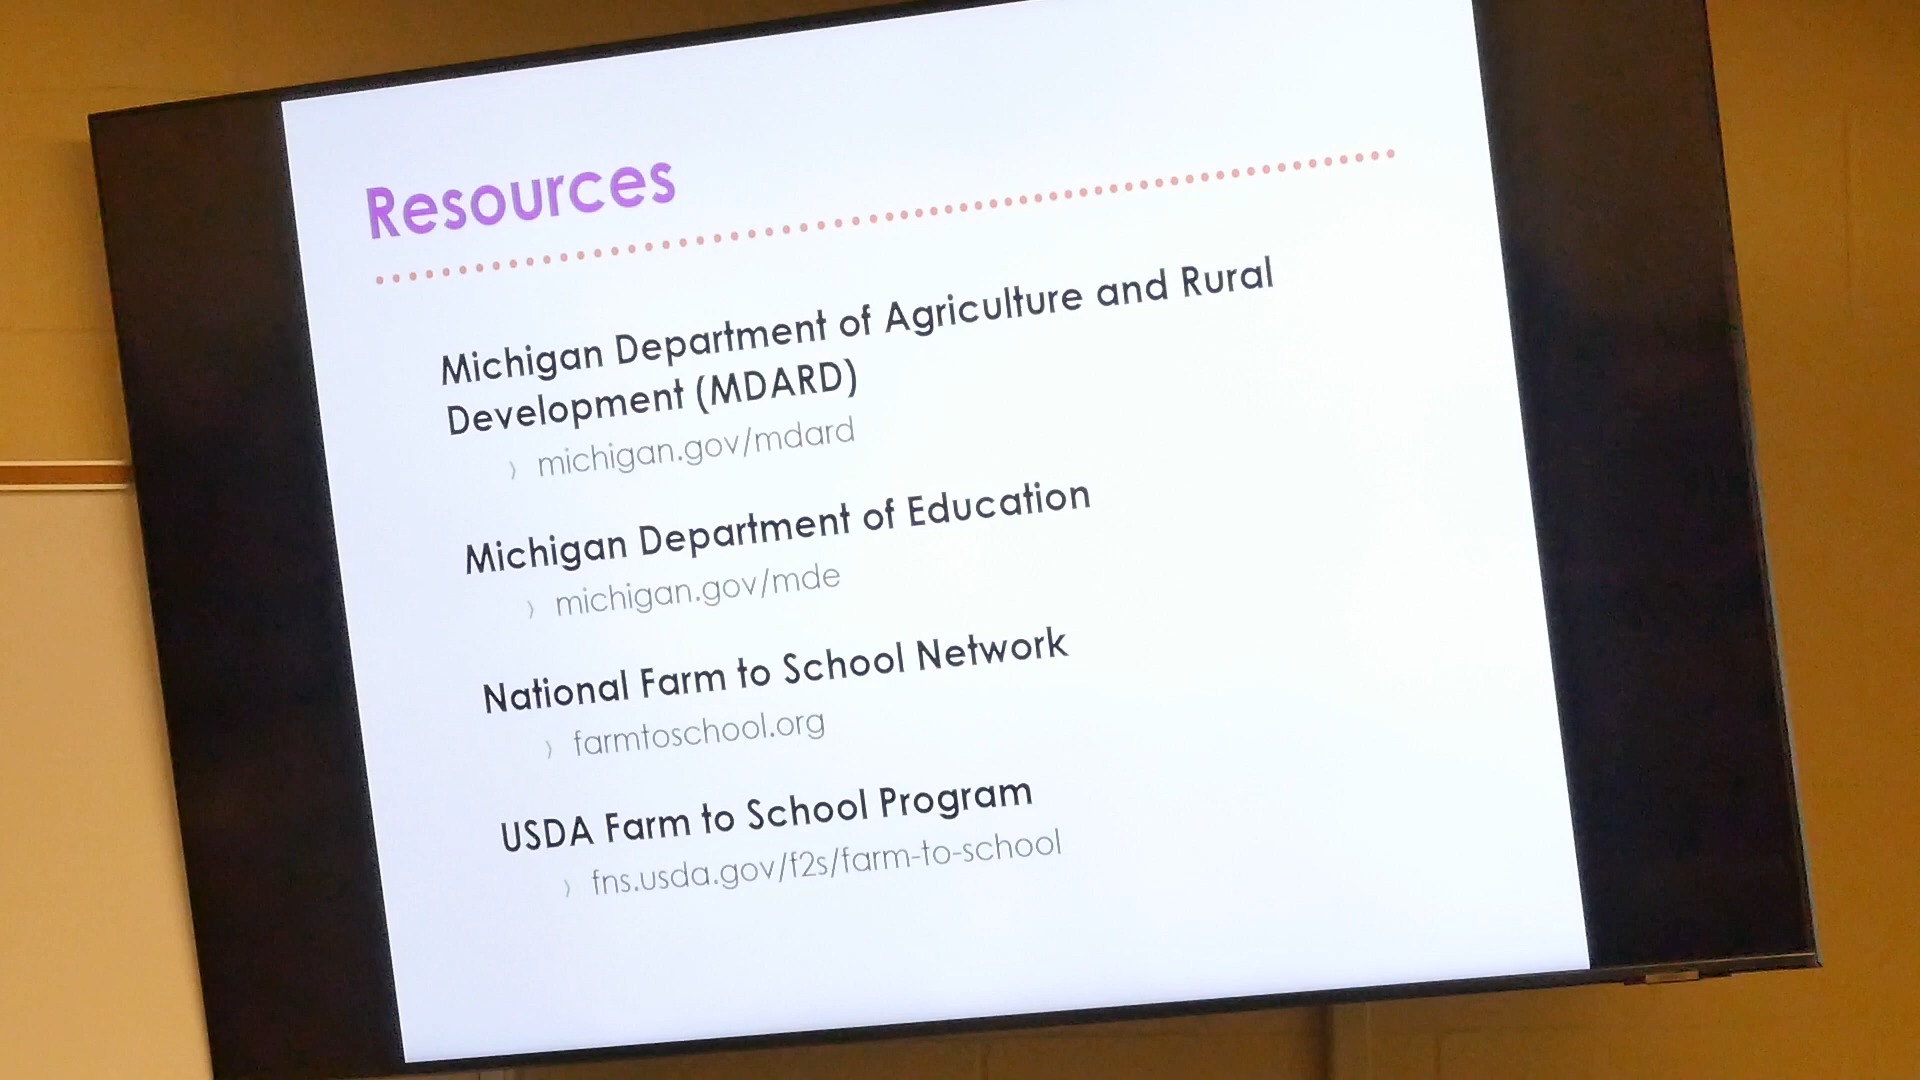 Resources
Michigan Department of Agriculture and Rural
Development (MDARD)
› michigan.gov/mdard
Michigan Department of Education
› michigan.gov/mde
National Farm to School Network
› farmtoschool.org
USDA Farm to School Program
› fns.usda.gov/f2s/farm-to-school